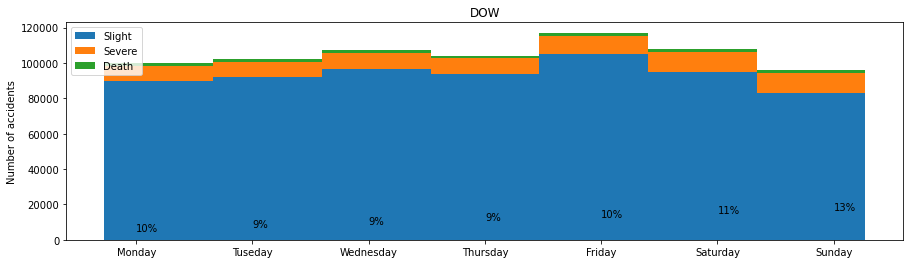 DOW
Slight
Severe
Death
Number of accidents
120000
100000
80000
60000
40000
20000
0
10%
9%
9%
9%
10%
11%
13%
Monday
Tuseday
Wednesday
Thursday
Friday
Saturday
Sunday